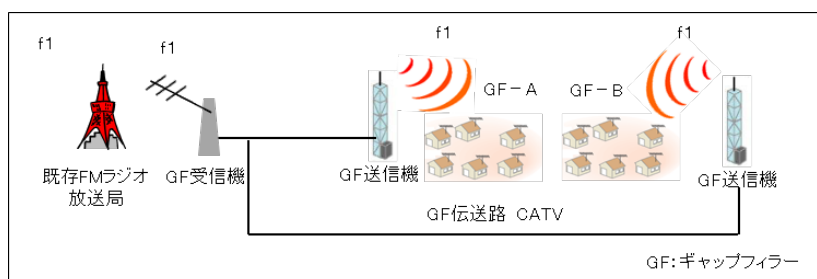 f1
f1
f1
f1
GF－A
GF－B
既存FMラジオ
放送局
GF受信機
GF送信機
GF送信機
GF伝送路 CATV
GF：ギャップフィラー